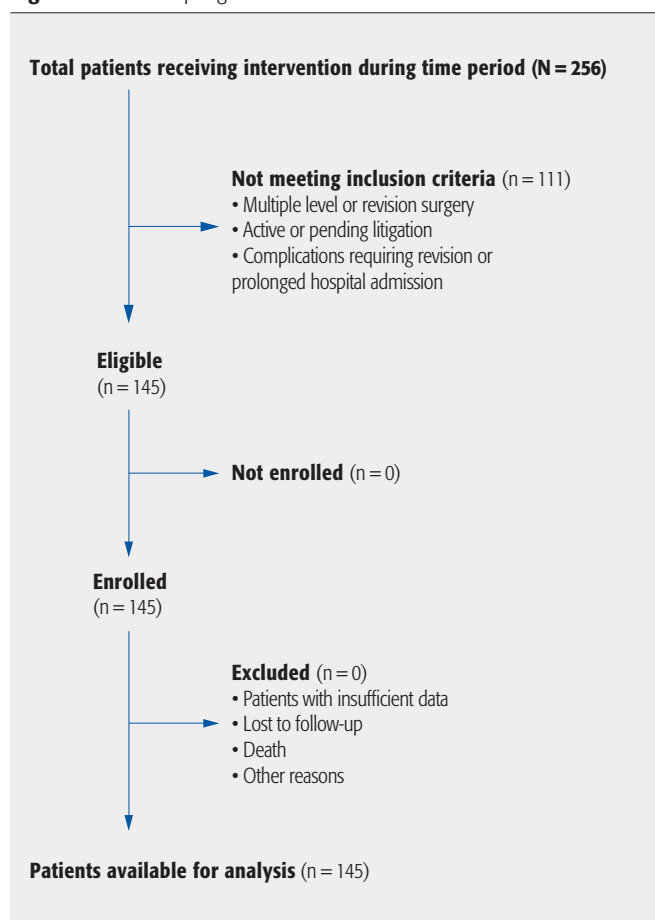 Total patients receiving intervention during time period (N = 256)
Not meeting inclusion criteria (n = 111)
• Multiple level or revision surgery
• Active or pending litigation
• Complications requiring revision or
prolonged hospital admission
Eligible
(n = 145)
Not enrolled (n = 0)
Enrolled
(n = 145)
Excluded (n = 0)
• Patients with insufficient data
• Lost to follow-up
• Death
• Other reasons
Patients available for analysis (n = 145)